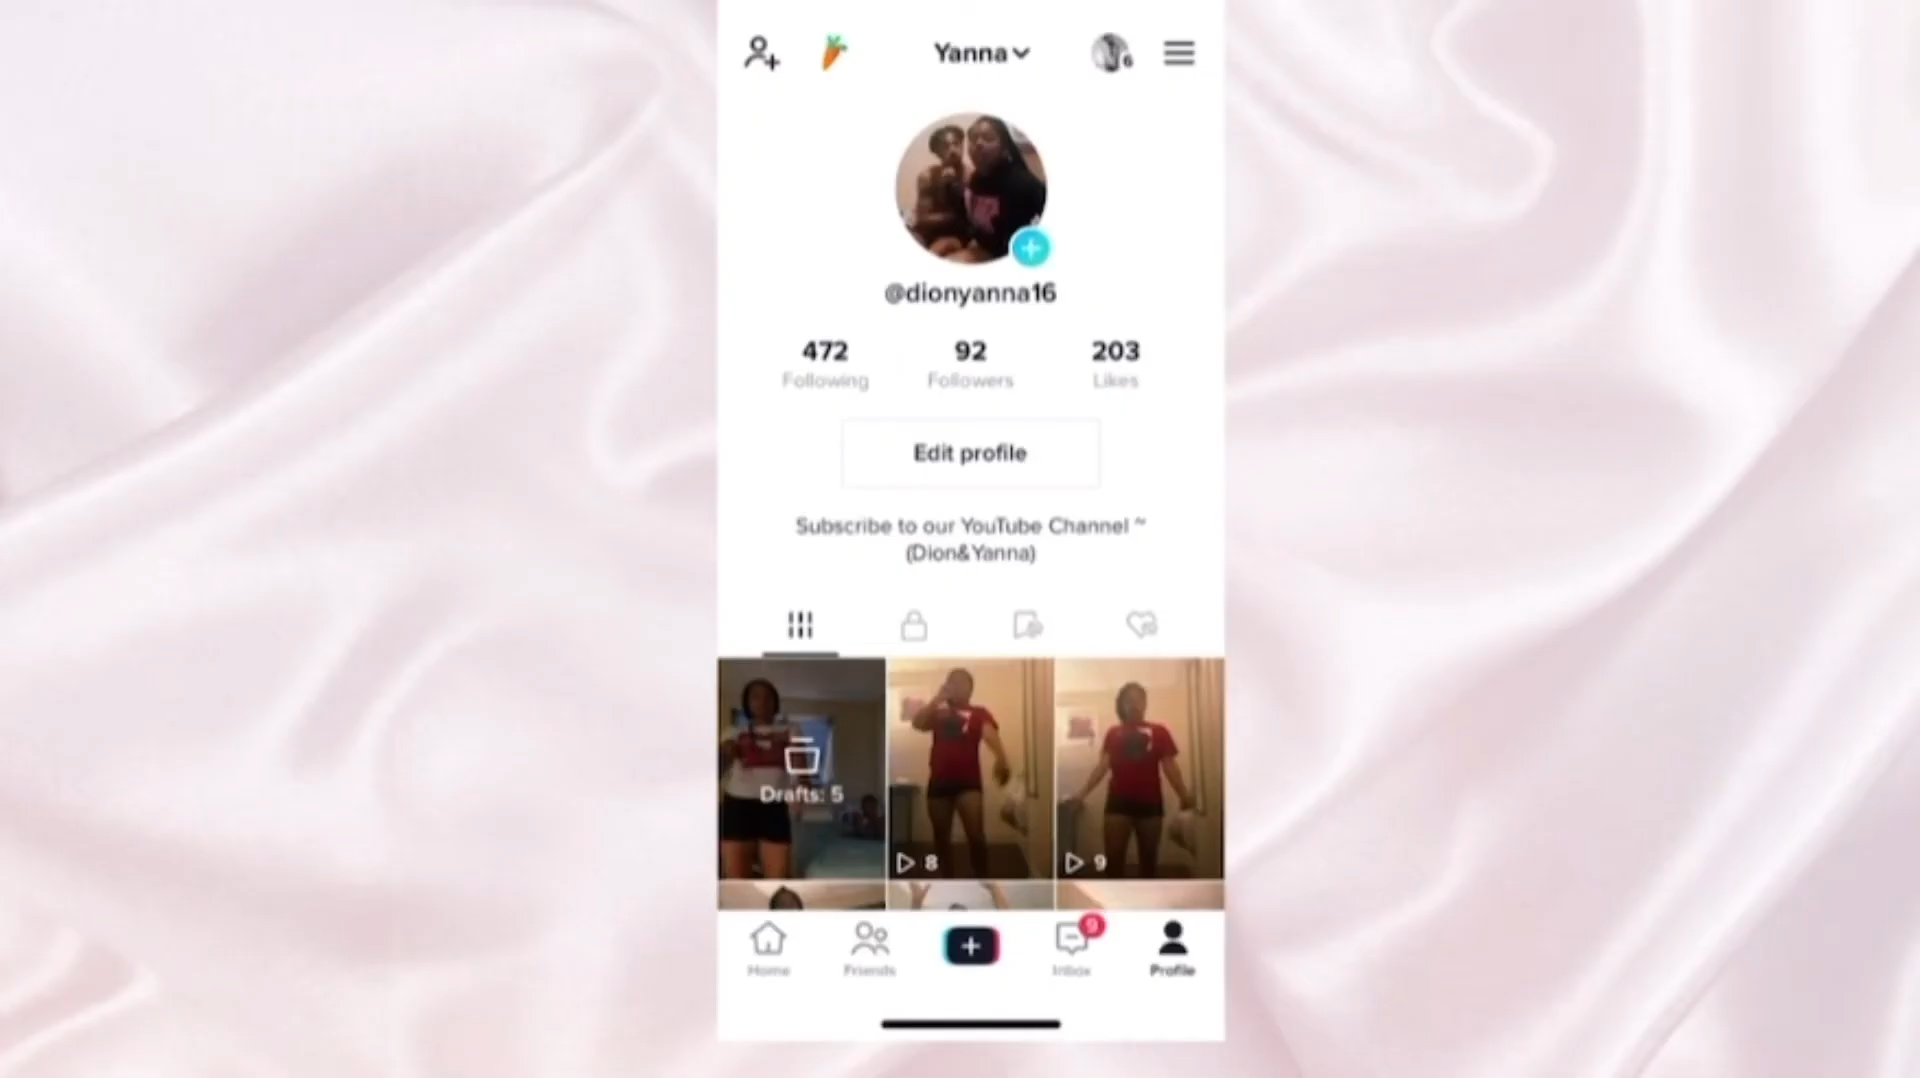 Yanna
6
@dionyanna16
472 92 203
Following Followers Likes
Edit profile
Subscribe to our YouTube Channel ~
(Dion&Yanna)
Drafts: 5
8 9
9
Home Friends Inbox Profile